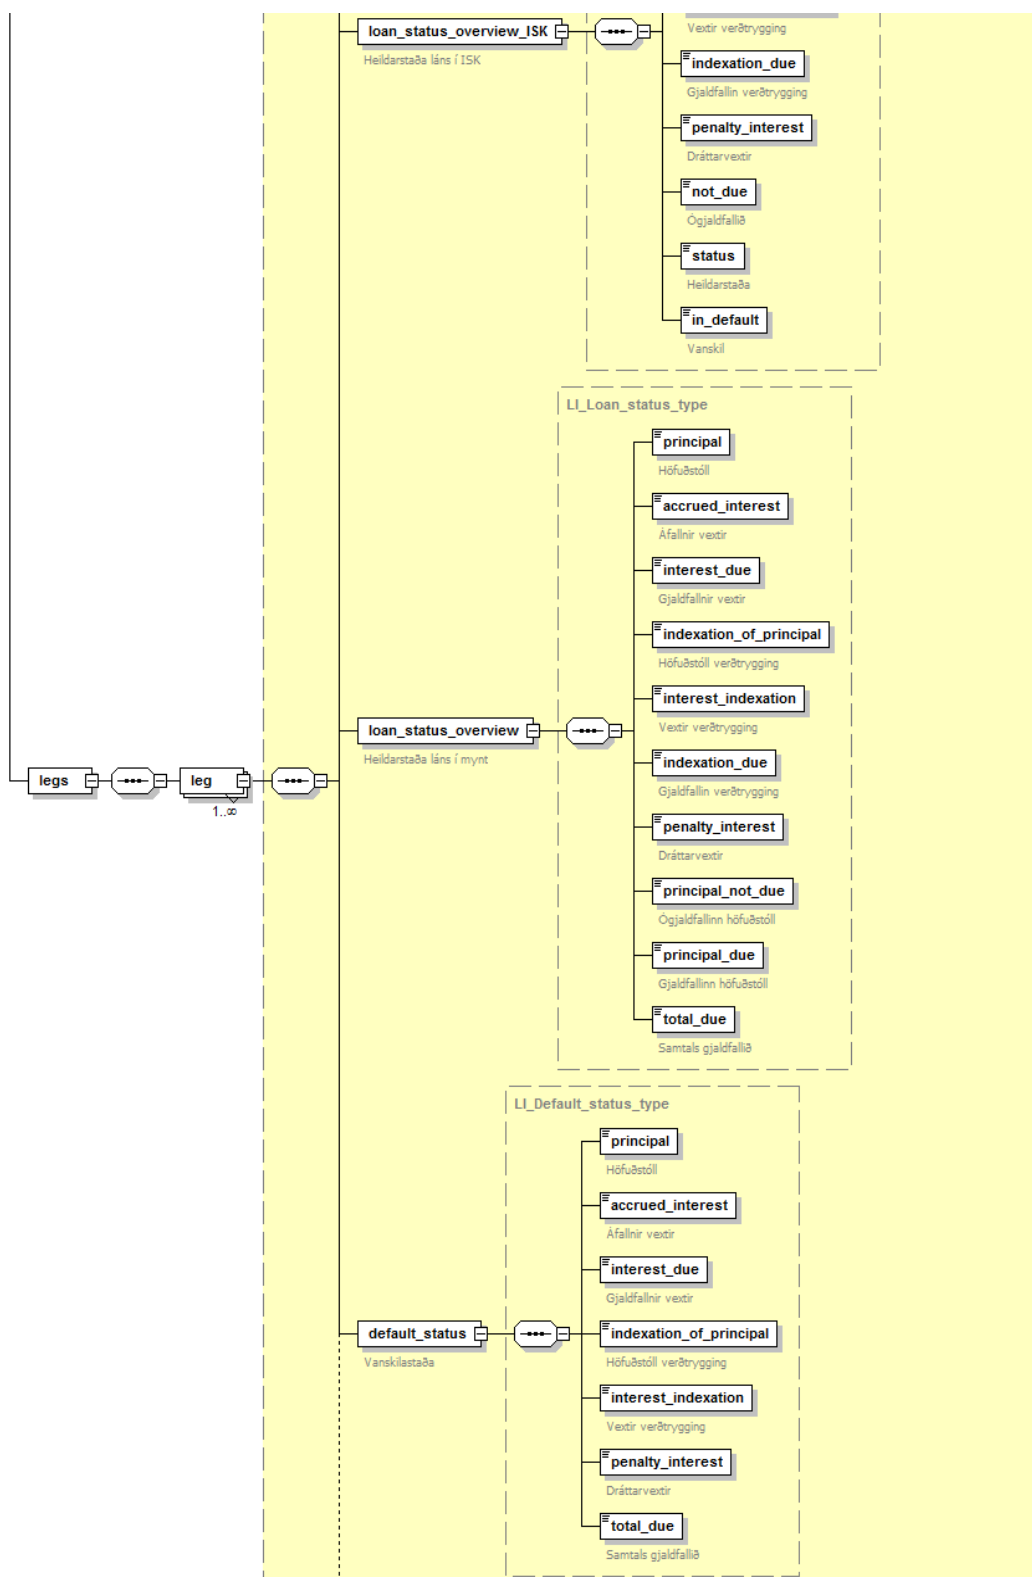 loan_status_overview_ISK
Heildarstaða láns í ISK
Vextir verðtrygging
indexation_due
Gjaldfallin verðtrygging
penalty_interest
Dráttarvextir
not_due
Ógjaldfallið
status
Heildarstaða
in_default
Vanskil
LI_Loan_status_type
principal
Höfuðstóll
accrued_interest
Áfallnir vextir
interest_due
Gjaldfallnir vextir
indexation_of_principal
Höfuðstóll verðtrygging
interest_indexation
Vextir verðtrygging
loan_status_overview
Heildarstaða láns í mynt
indexation_due
Gjaldfallin verðtrygging
legs
leg
1..∞
penalty_interest
Dráttarvextir
principal_not_due
Ógjaldfallinn höfuðstóll
principal_due
Gjaldfallinn höfuðstóll
total_due
Samtals gjaldfallið
LI_Default_status_type
principal
Höfuðstóll
accrued_interest
Áfallnir vextir
interest_due
Gjaldfallnir vextir
default_status
Vanskilastaða
indexation_of_principal
Höfuðstóll verðtrygging
interest_indexation
Vextir verðtrygging
penalty_interest
Dráttarvextir
total_due
Samtals gjaldfallið